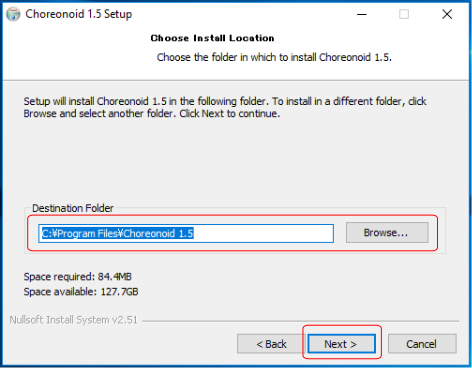 Choreonoid 1.5 Setup
Choose Install Location
Choose the folder in which to install Choreonoid 1.5.
Setup will install Choreonoid 1.5 in the following folder. To install in a different folder, click
Browse and select another folder. Click Next to continue.
Destination Folder
C:¥Program Files¥Choreonoid 1.5
Browse...
Space required: 84.4MB
Space available: 127.7GB
Nullsoft Install System v2.51
< Back
Next >
Cancel